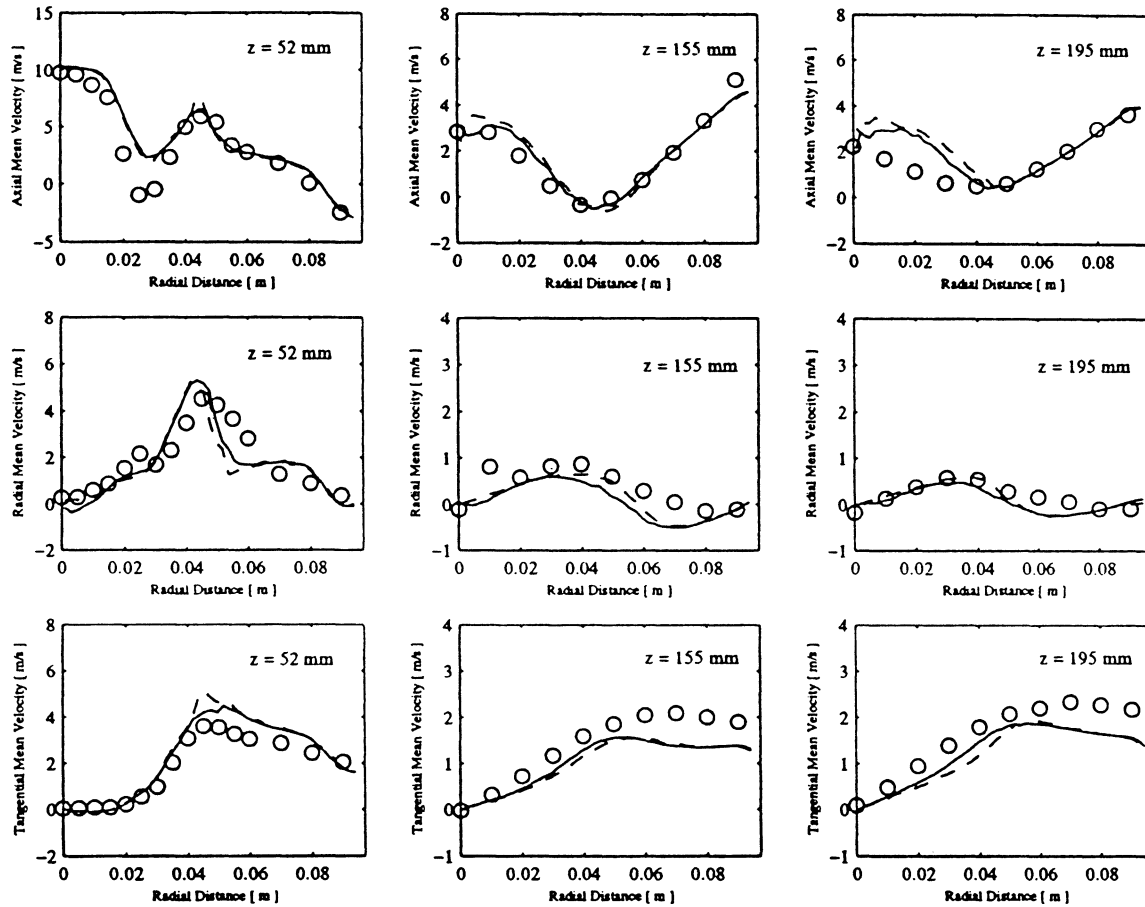 15
10
5
0
−5
Axial Mean Velocity [ m/s ]
z = 52 mm
0 0.02 0.04 0.06 0.08
Radial Distance [ m ]
8
6
4
2
0
−2
Axial Mean Velocity [ m/s ]
z = 155 mm
0 0.02 0.04 0.06 0.08
Radial Distance [ m ]
8
6
4
2
0
−2
Axial Mean Velocity [ m/s ]
z = 195 mm
0 0.02 0.04 0.06 0.08
Radial Distance [ m ]
8
6
4
2
0
−2
Radial Mean Velocity [ m/s ]
z = 52 mm
0 0.02 0.04 0.06 0.08
Radial Distance [ m ]
4
3
2
1
0
−1
Radial Mean Velocity [ m/s ]
z = 155 mm
0 0.02 0.04 0.06 0.08
Radial Distance [ m ]
4
3
2
1
0
−1
Radial Mean Velocity [ m/s ]
z = 195 mm
0 0.02 0.04 0.06 0.08
Radial Distance [ m ]
8
6
4
2
0
−2
Tangential Mean Velocity [ m/s ]
z = 52 mm
0 0.02 0.04 0.06 0.08
Radial Distance [ m ]
4
3
2
1
0
−1
Tangential Mean Velocity [ m/s ]
z = 155 mm
0 0.02 0.04 0.06 0.08
Radial Distance [ m ]
4
3
2
1
0
−1
Tangential Mean Velocity [ m/s ]
z = 195 mm
0 0.02 0.04 0.06 0.08
Radial Distance [ m ]